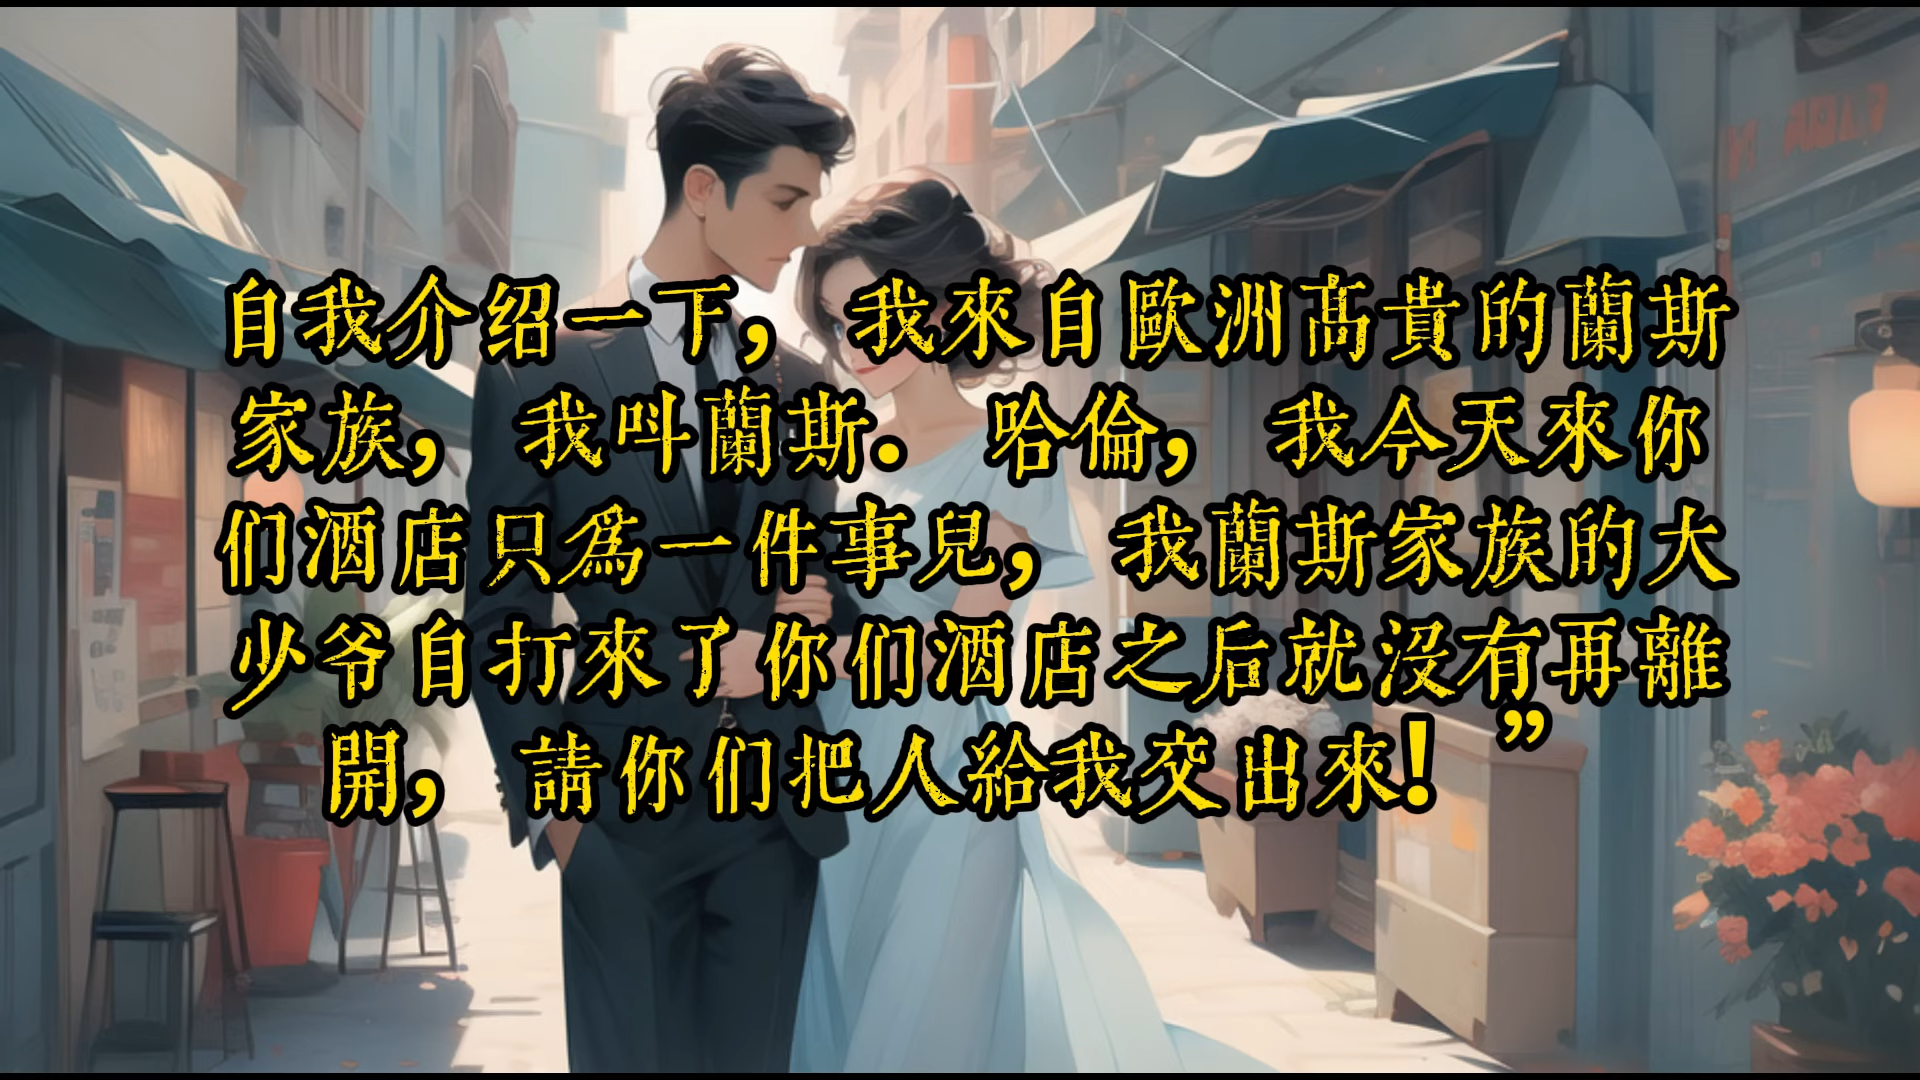 自我介绍一下，我來自歐洲高貴的蘭斯
家族，我叫蘭斯．哈倫，我今天來你
们酒店只爲一件事兒，我蘭斯家族的大
少爷自打來了你们酒店之后就没有再離
開，請你们把人給我交出來！”